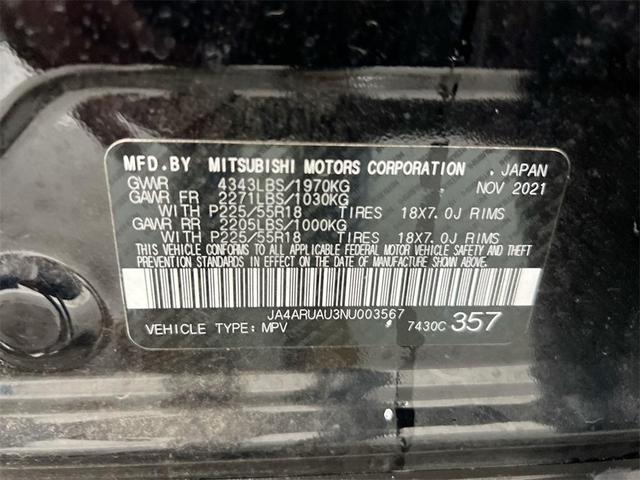 MFD.BY MITSUBISHI MOTORS CORPORATION , JAPAN
GVWR 4343LBS/1970KG NOV 2021
GAWR FR 2271LBS/1030KG
WITH P225/55R18 TIRES 18X7.0J RIMS
GAWR RR 2205LBS/1000KG
WITH P225/55R18 TIRES 18X7.0J RIMS
THIS VEHICLE CONFORMS TO ALL APPLICABLE FEDERAL MOTOR VEHICLE SAFETY AND THEFT
PREVENTION STANDARDS IN EFFECT ON THE DATE OF MANUFACTURE SHOWN ABOVE.
JA4ARUAU3NU003567
VEHICLE TYPE: MPV 7430C 357